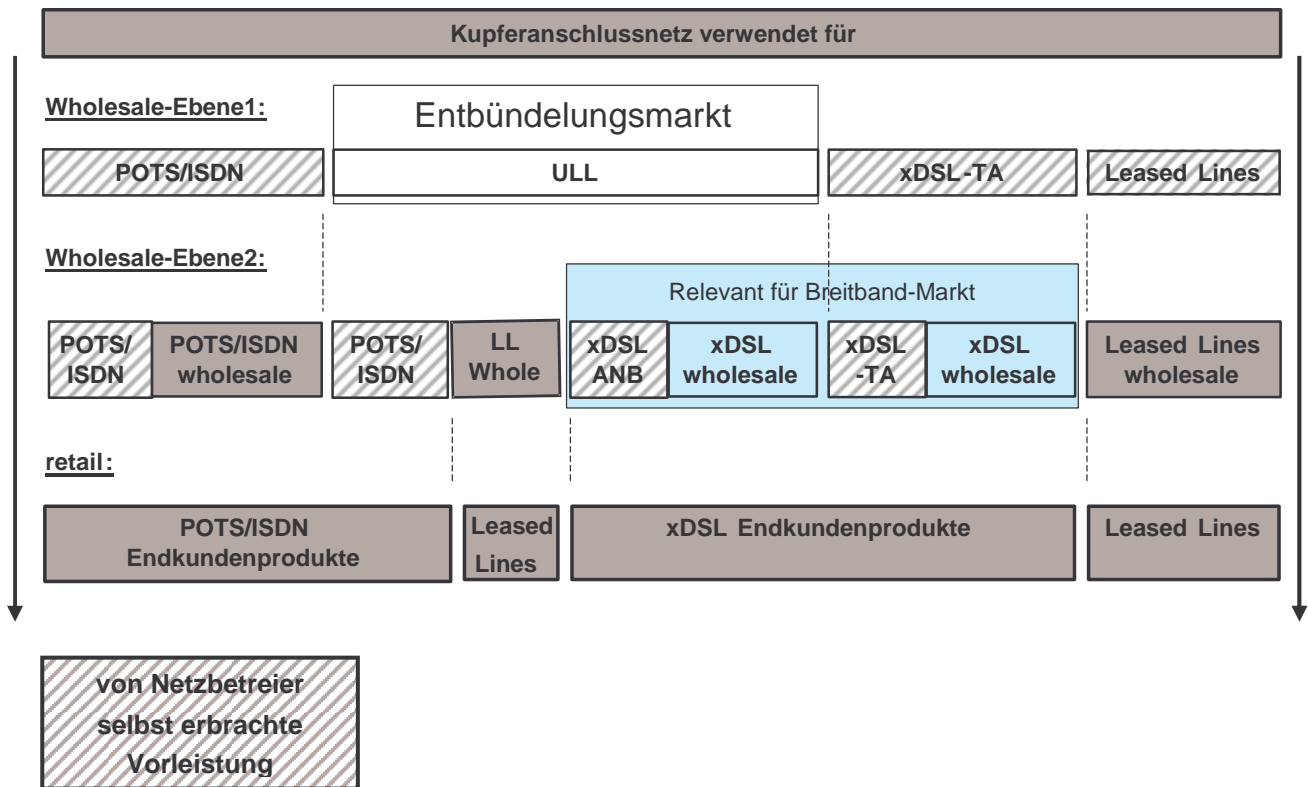 Kupferanschlussnetz verwendet für
Wholesale-Ebene1:
Entbündelungsmarkt
POTS/ISDN
ULL
xDSL-TA
Leased Lines
Wholesale-Ebene2:
Relevant für Breitband-Markt
POTS/
ISDN
POTS/ISDN
wholesale
POTS/
ISDN
LL
Whole
xDSL
ANB
xDSL
wholesale
xDSL
-TA
xDSL
wholesale
Leased Lines
wholesale
retail:
POTS/ISDN
Endkundenprodukte
Leased
Lines
xDSL Endkundenprodukte
Leased Lines
von Netzbetreier
selbst erbrachte
Vorleistung